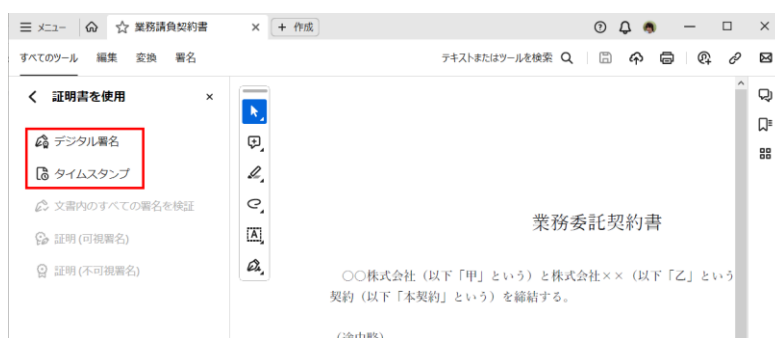 メニュー 業務請負契約書 × + 作成
すべてのツール 編集 変換 署名 テキストまたはツールを検索
証明書を使用 ×
デジタル署名
タイムスタンプ
文書内のすべての署名を検証
証明 (可視署名)
証明 (不可視署名)
業務委託契約書
〇〇株式会社（以下「甲」という）と株式会社××（以下「乙」という
契約（以下「本契約」という）を締結する。
（途中略）